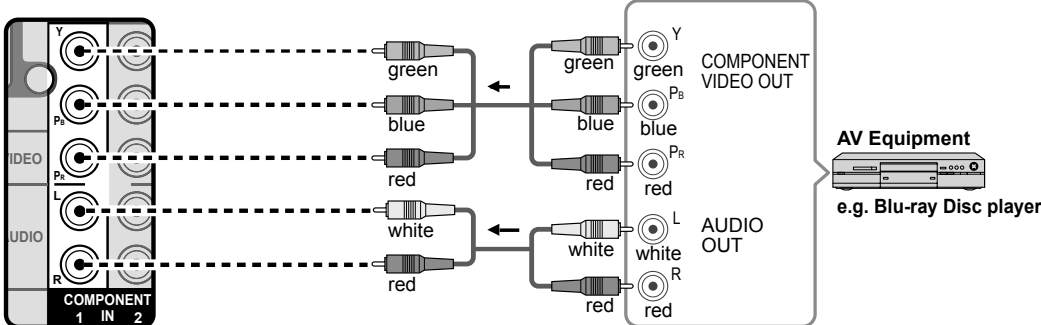 Y
PB
PR
L
R
VIDEO
AUDIO
COMPONENT
1 IN 2
green
blue
red
white
red
green
blue
red
white
red
Y
green
PB
blue
PR
red
COMPONENT
VIDEO OUT
L
white
R
red
AUDIO
OUT
AV Equipment
e.g. Blu-ray Disc player